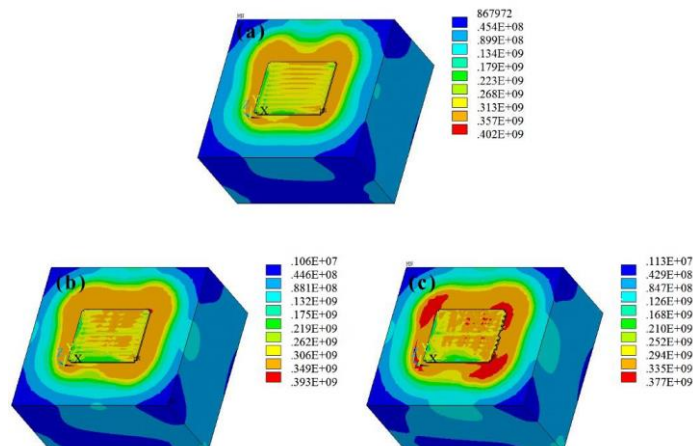 (a)
X
867972
.454E+08
.899E+08
.134E+09
.179E+09
.223E+09
.268E+09
.313E+09
.357E+09
.402E+09
(b)
X
.106E+07
.446E+08
.881E+08
.132E+09
.175E+09
.219E+09
.262E+09
.306E+09
.349E+09
.393E+09
(c)
X
.113E+07
.429E+08
.847E+08
.126E+09
.168E+09
.210E+09
.252E+09
.294E+09
.335E+09
.377E+09